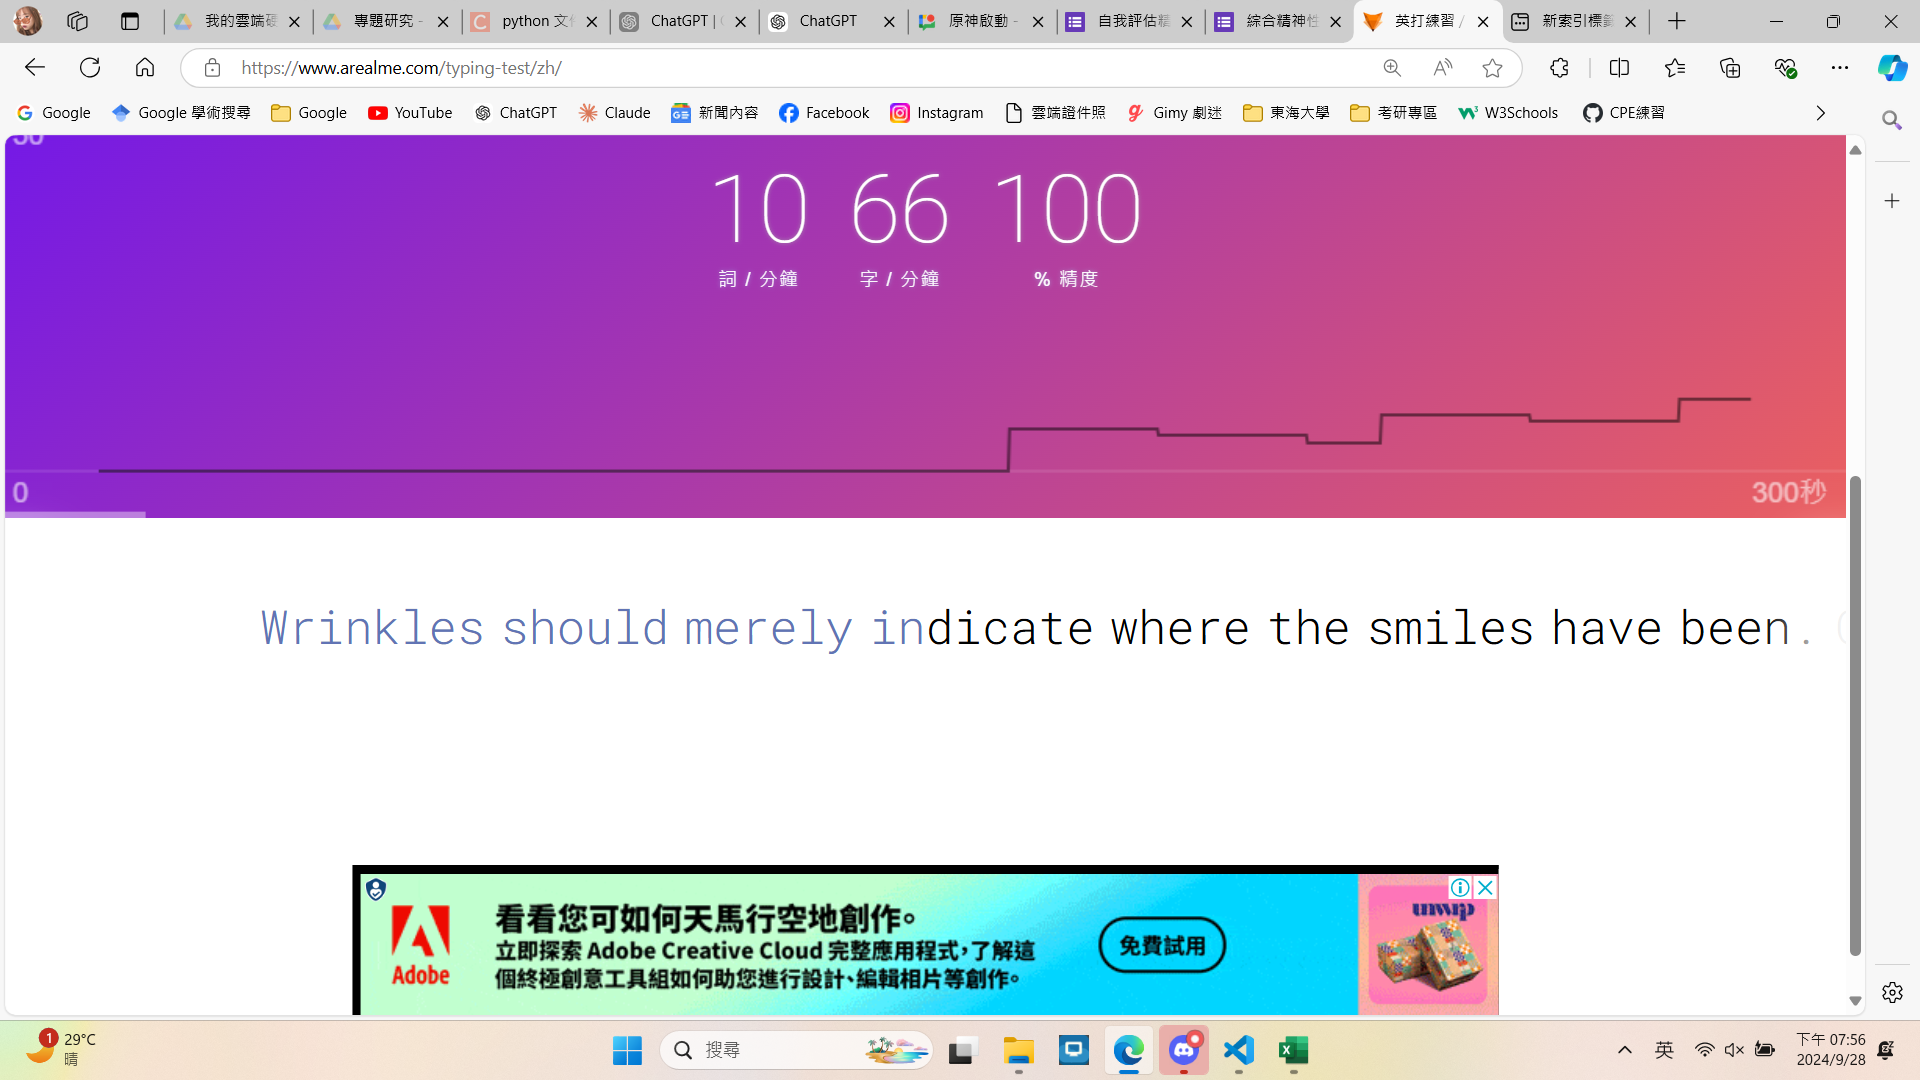 我的雲端硬
專題研究 -
python 文件
ChatGPT | C
ChatGPT
原神啟動 -
自我評估精
綜合精神性
英打練習 /
新索引標籤
https://www.arealme.com/typing-test/zh/
Google
Google 學術搜尋
Google
YouTube
ChatGPT
Claude
新聞內容
Facebook
Instagram
雲端證件照
Gimy 劇迷
東海大學
考研專區
W3Schools
CPE練習
10 66 100
詞 / 分鐘 字 / 分鐘 % 精度
0 300秒
Wrinkles should merely indicate where the smiles have been.
看看您可如何天馬行空地創作。
立即探索 Adobe Creative Cloud 完整應用程式，了解這
個終極創意工具組如何助您進行設計、編輯相片等創作。
Adobe
免費試用
unwrp
1
29°C
晴
搜尋
英
下午 07:56
2024/9/28